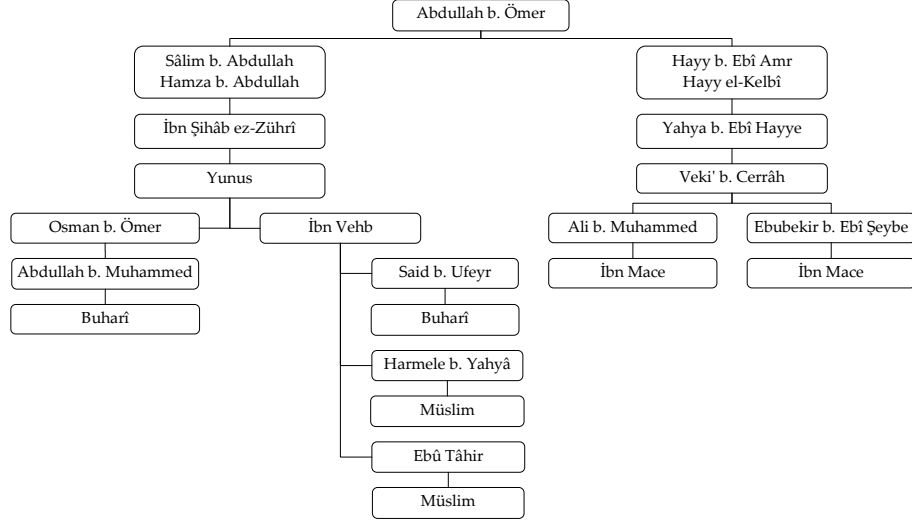 Abdullah b. Ömer
Sâlim b. Abdullah
Hamza b. Abdullah
Hayy b. Ebî Amr
Hayy el-Kelbî
İbn Şihâb ez-Zührî
Yahya b. Ebî Hayye
Yunus
Veki' b. Cerrâh
Osman b. Ömer
İbn Vehb
Ali b. Muhammed
Ebubekir b. Ebî Şeybe
Abdullah b. Muhammed
Said b. Ufeyr
İbn Mace
İbn Mace
Buharî
Buharî
Harmele b. Yahyâ
Müslim
Ebû Tâhir
Müslim